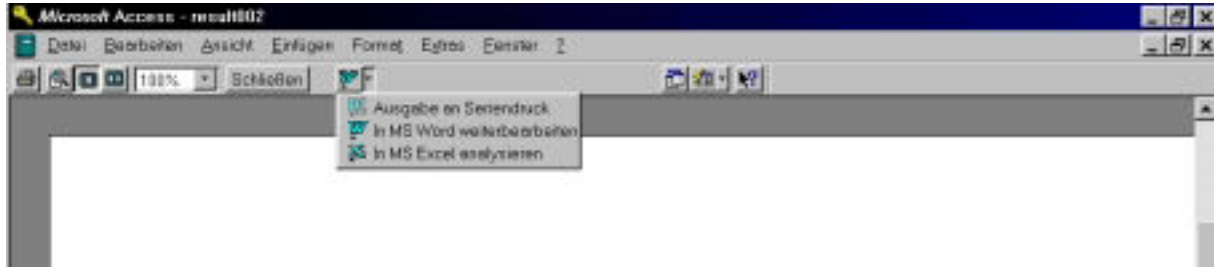 Microsoft Access - result002
Datei Bearbeiten Ansicht Einfügen Format Extras Fenster ?
100% Schließen
Ausgabe an Seriendruck
In MS Word weiterbearbeiten
In MS Excel analysieren